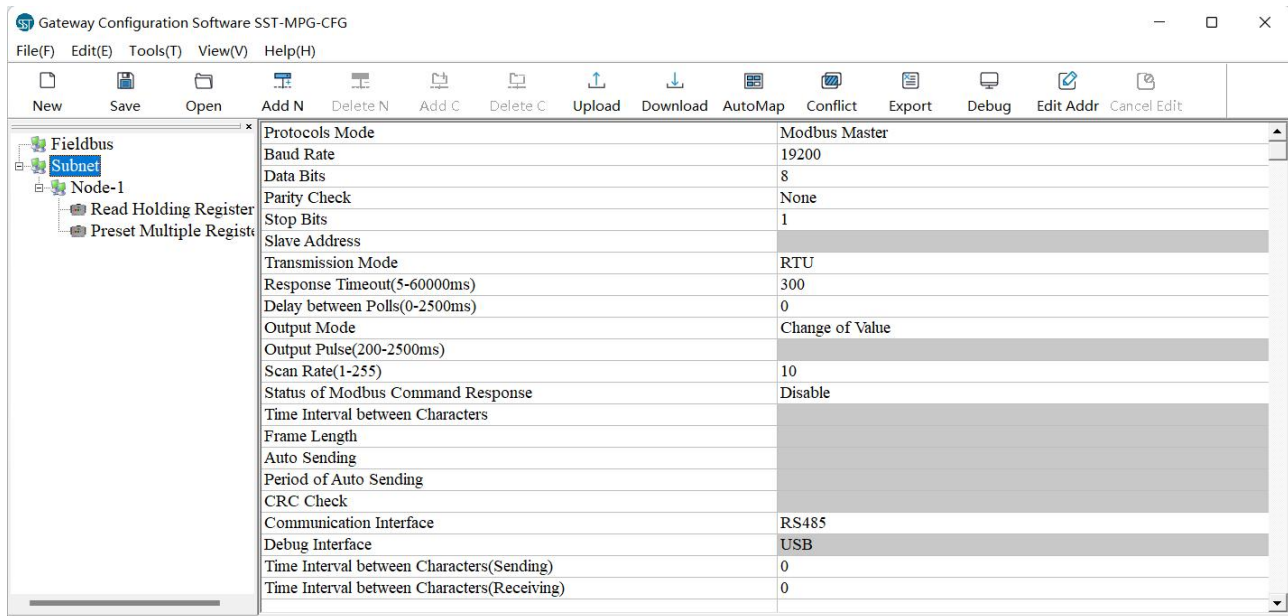 SST Gateway Configuration Software SST-MPG-CFG
File(F) Edit(E) Tools(T) View(V) Help(H)
New Save Open Add N Delete N Add C Delete C Upload Download AutoMap Conflict Export Debug Edit Addr Cancel Edit
Fieldbus
Subnet
Node-1
Read Holding Register
Preset Multiple Registe
Protocols Mode Modbus Master
Baud Rate 19200
Data Bits 8
Parity Check None
Stop Bits 1
Slave Address
Transmission Mode RTU
Response Timeout(5-60000ms) 300
Delay between Polls(0-2500ms) 0
Output Mode Change of Value
Output Pulse(200-2500ms)
Scan Rate(1-255) 10
Status of Modbus Command Response Disable
Time Interval between Characters
Frame Length
Auto Sending
Period of Auto Sending
CRC Check
Communication Interface RS485
Debug Interface USB
Time Interval between Characters(Sending) 0
Time Interval between Characters(Receiving) 0